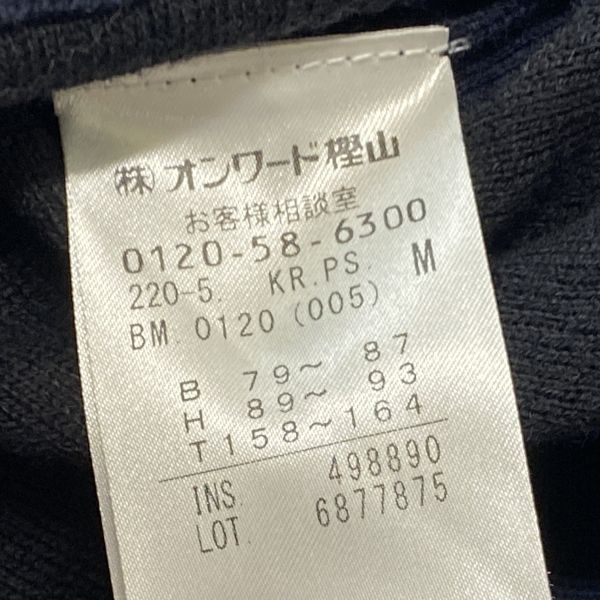 ㈱オンワード樫山
お客様相談室
0120-58-6300
220-5. KR.PS. M
BM.0120(005)
B 79～ 87
H 89～ 93
T158～164
INS. 498890
LOT. 6877875